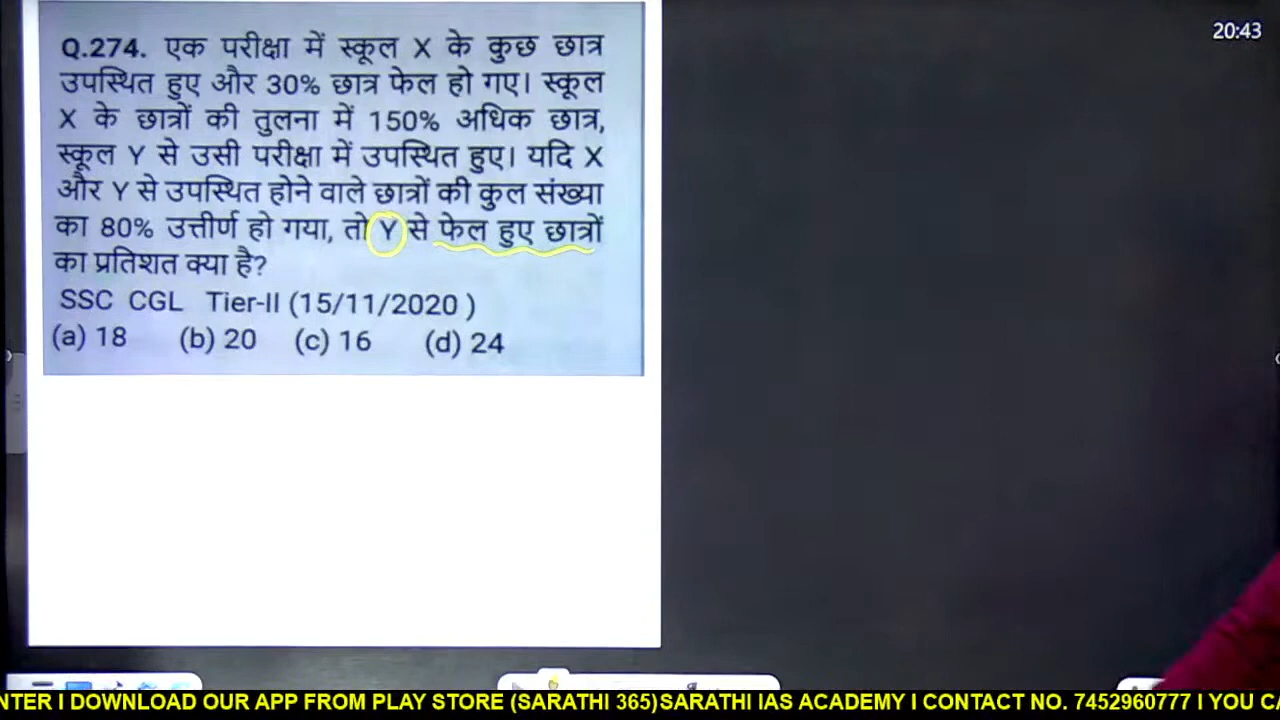 20:43
Q.274. एक परीक्षा में स्कूल X के कुछ छात्र
उपस्थित हुए और 30% छात्र फेल हो गए। स्कूल
X के छात्रों की तुलना में 150% अधिक छात्र,
स्कूल Y से उसी परीक्षा में उपस्थित हुए। यदि X
और Y से उपस्थित होने वाले छात्रों की कुल संख्या
का 80% उत्तीर्ण हो गया, तो Y से फेल हुए छात्रों
का प्रतिशत क्या है?
SSC CGL Tier-II (15/11/2020 )
(a) 18 (b) 20 (c) 16 (d) 24
NTER I DOWNLOAD OUR APP FROM PLAY STORE (SARATHI 365)SARATHI IAS ACADEMY I CONTACT NO. 7452960777 I YOU CA